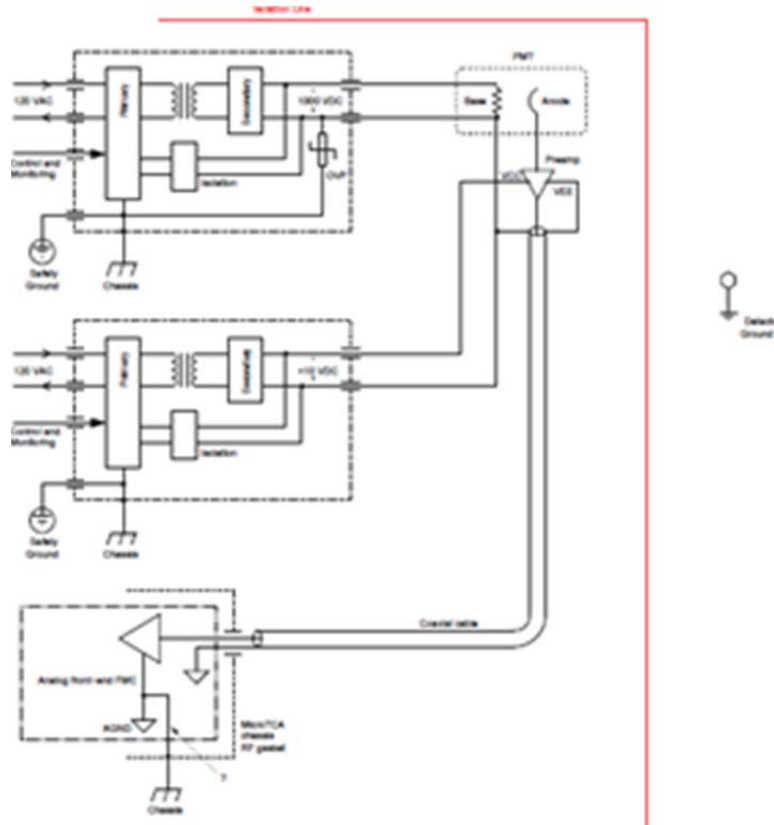 Isolation Line
PMT
120 VAC
Primary
Secondary
1000 VDC
Base
Anode
Control and
Monitoring
Isolation
OVP
Preamp
VCC
VEE
Safety
Ground
Chassis
Detector
Ground
120 VAC
Primary
Secondary
+10 VDC
Control and
Monitoring
Isolation
Safety
Ground
Chassis
Coaxial cable
Analog front-end FMC
AGND
MicroTCA
chassis
RF gasket
?
Chassis